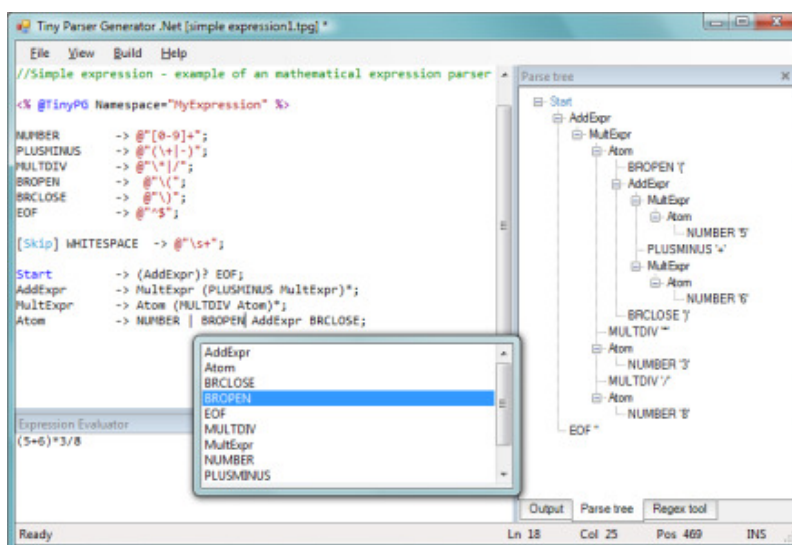 Tiny Parser Generator .Net [simple expression1.tpg] *
File View Build Help
//Simple expression - example of an mathematical expression parser
<% @TinyPG Namespace="MyExpression" %>
NUMBER -> @"[0-9]+";
PLUSMINUS -> @"(\+|-)";
MULTDIV -> @"\*|/";
BROPEN -> @"\(";
BRCLOSE -> @"\)";
EOF -> @"^$";
[Skip] WHITESPACE -> @"\s+";
Start -> (AddExpr)? EOF;
AddExpr -> MultExpr (PLUSMINUS MultExpr)*;
MultExpr -> Atom (MULTDIV Atom)*;
Atom -> NUMBER | BROPEN AddExpr BRCLOSE;
AddExpr
Atom
BRCLOSE
BROPEN
EOF
MULTDIV
MultExpr
NUMBER
PLUSMINUS
Expression Evaluator
(5+6)*3/8
Parse tree
Start
AddExpr
MultExpr
Atom
BROPEN '('
AddExpr
MultExpr
Atom
NUMBER '5'
PLUSMINUS '+'
MultExpr
Atom
NUMBER '6'
BRCLOSE ')'
MULTDIV '*'
Atom
NUMBER '3'
MULTDIV '/'
Atom
NUMBER '8'
EOF ''
Output Parse tree Regex tool
Ready Ln 18 Col 25 Pos 469 INS